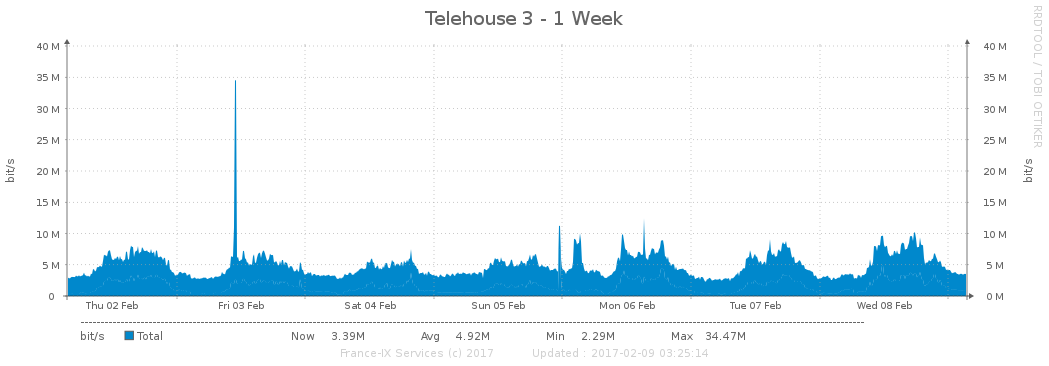 Telehouse 3 - 1 Week
RRDTOOL / TOBI OETIKER
40 M 40 M
35 M 35 M
30 M 30 M
25 M 25 M
20 M 20 M
15 M 15 M
10 M 10 M
5 M 5 M
0 0 M
bit/s bit/s
Thu 02 Feb Fri 03 Feb Sat 04 Feb Sun 05 Feb Mon 06 Feb Tue 07 Feb Wed 08 Feb
bit/s Total Now 3.39M Avg 4.92M Min 2.29M Max 34.47M
France-IX Services (c) 2017 Updated : 2017-02-09 03:25:14